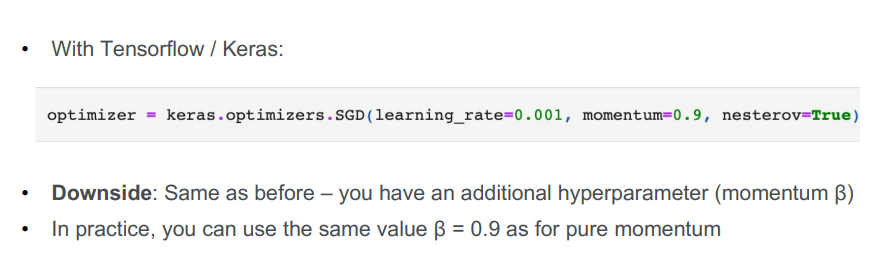 • With Tensorflow / Keras:
optimizer = keras.optimizers.SGD(learning_rate=0.001, momentum=0.9, nesterov=True)
• Downside: Same as before – you have an additional hyperparameter (momentum β)
• In practice, you can use the same value β = 0.9 as for pure momentum